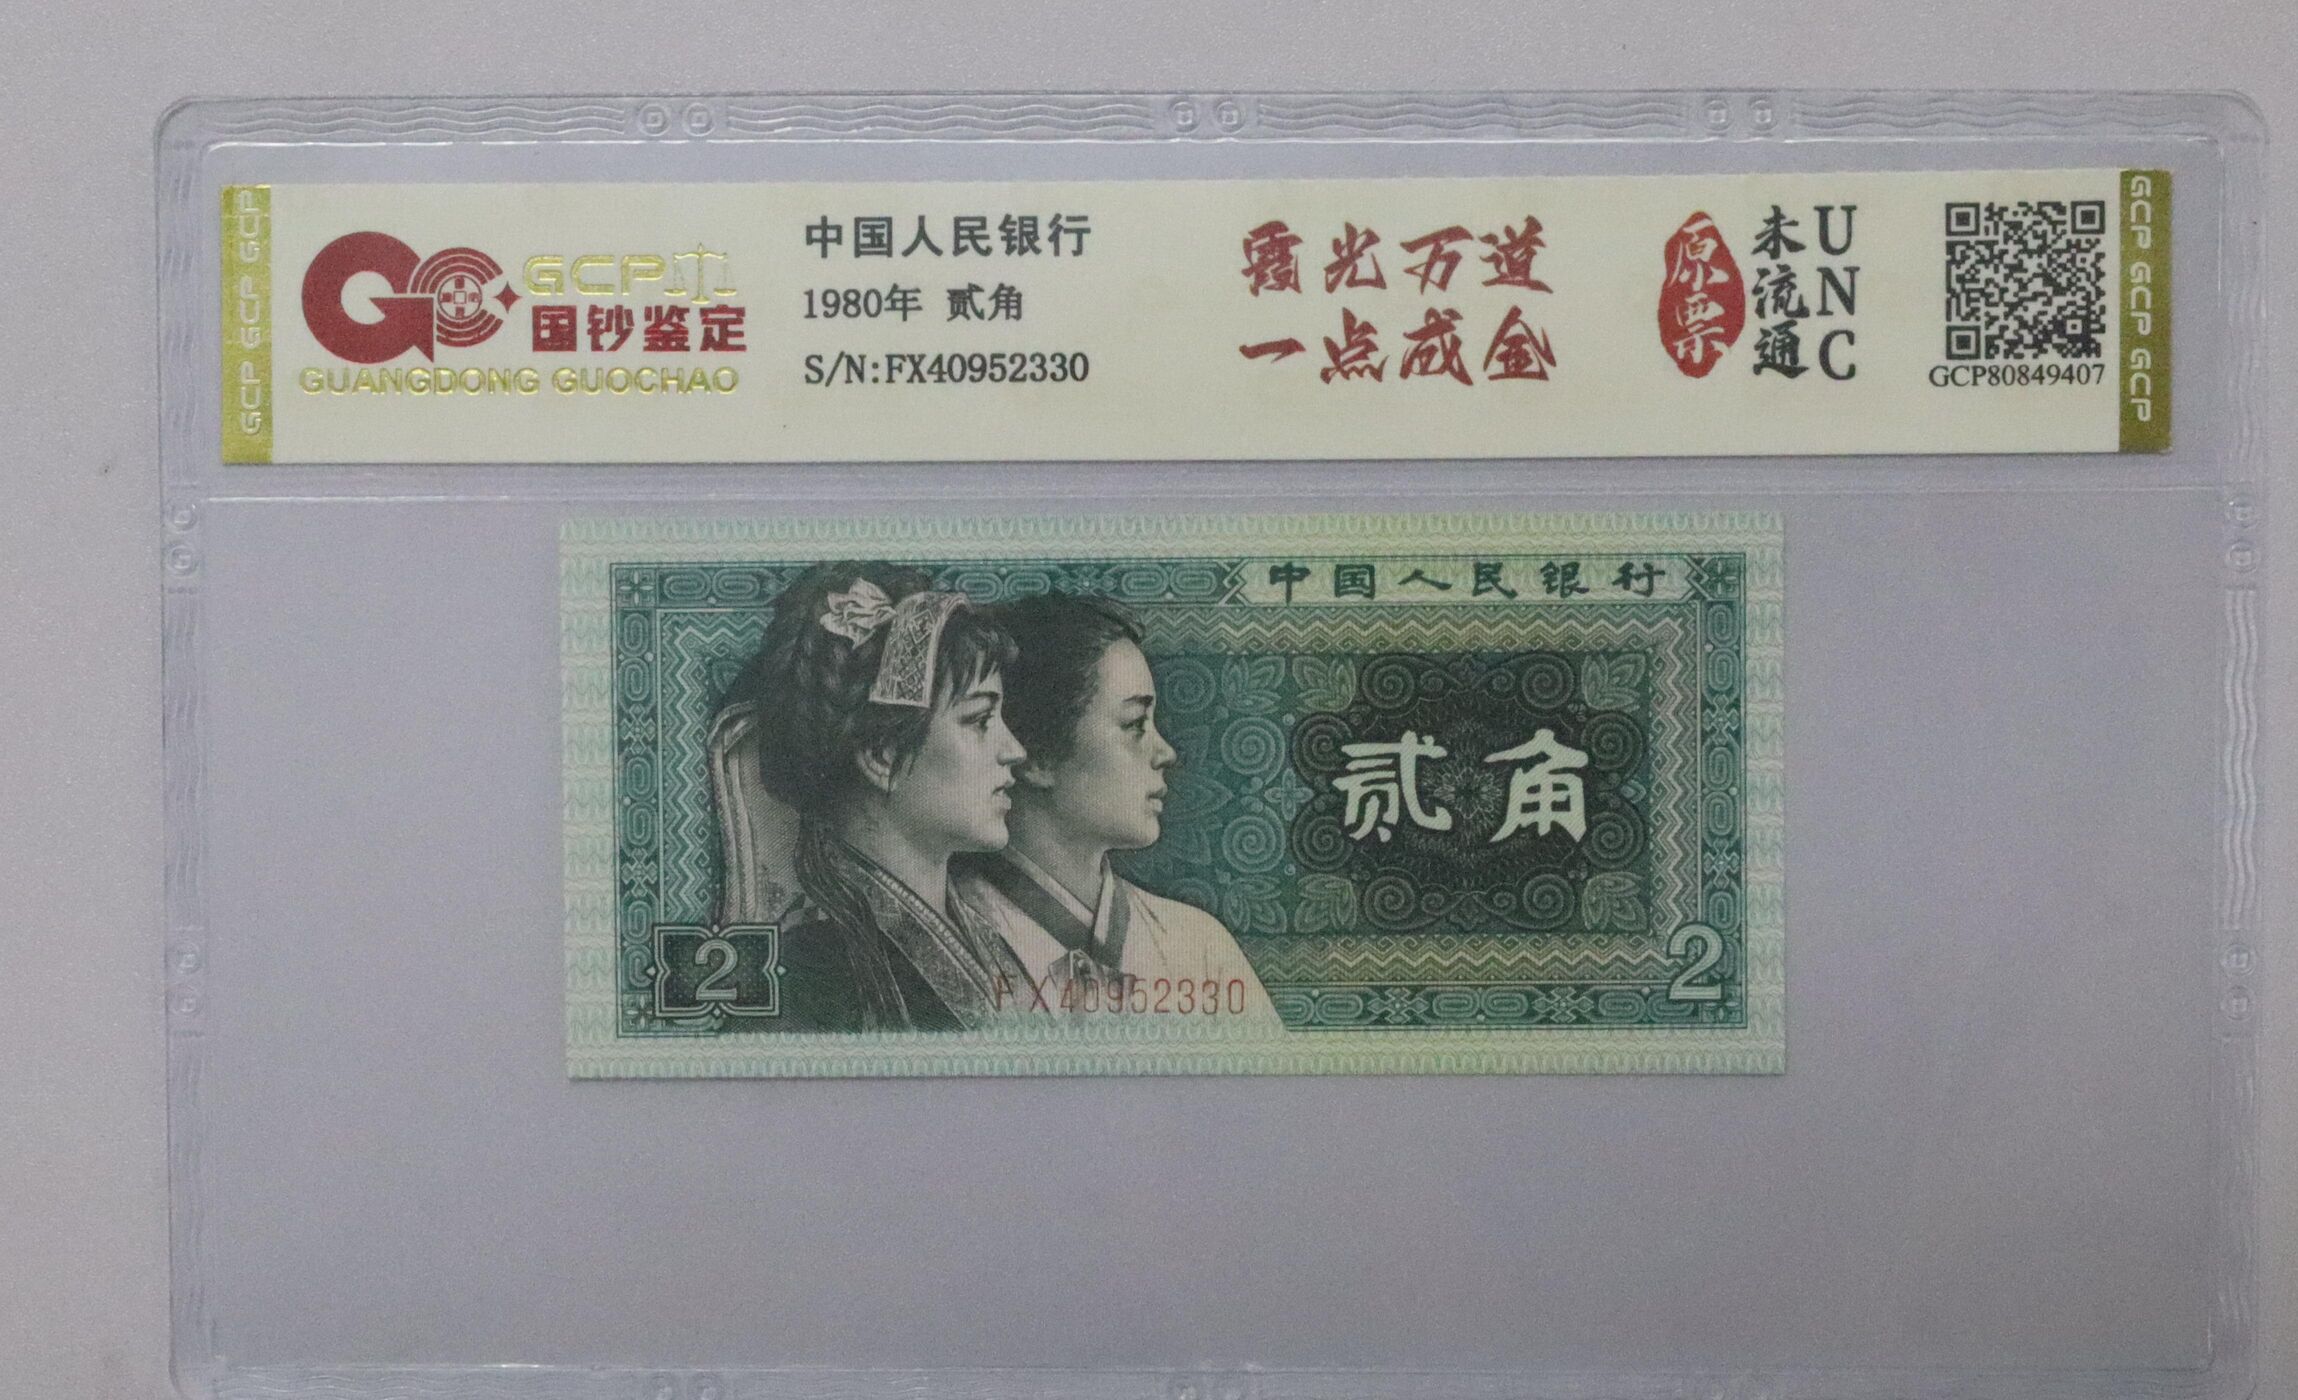 GCP GCP GCP
GCP
国钞鉴定
GUANGDONG GUOCHAO
中国人民银行
1980年 贰角
S/N:FX40952330
霞光万道
一点成金
原票
未流通
UNC
GCP80849407
GCP GCP GCP
中国人民银行
贰角
2
2
FX40952330